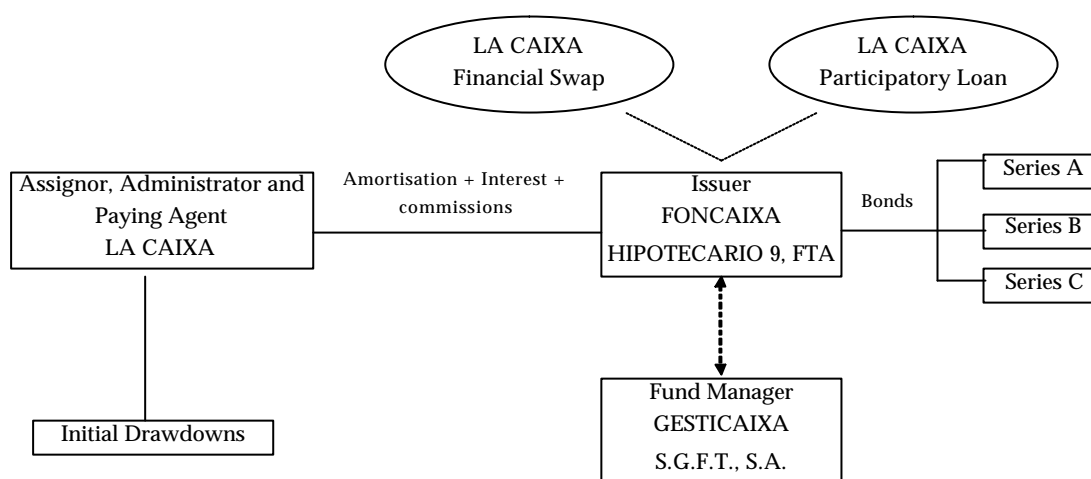 LA CAIXA
Financial Swap
LA CAIXA
Participatory Loan
Assignor, Administrator and
Paying Agent
LA CAIXA
Amortisation + Interest +
commissions
Issuer
FONCAIXA
HIPOTECARIO 9, FTA
Bonds
Series A
Series B
Series C
Initial Drawdowns
Fund Manager
GESTICAIXA
S.G.F.T., S.A.